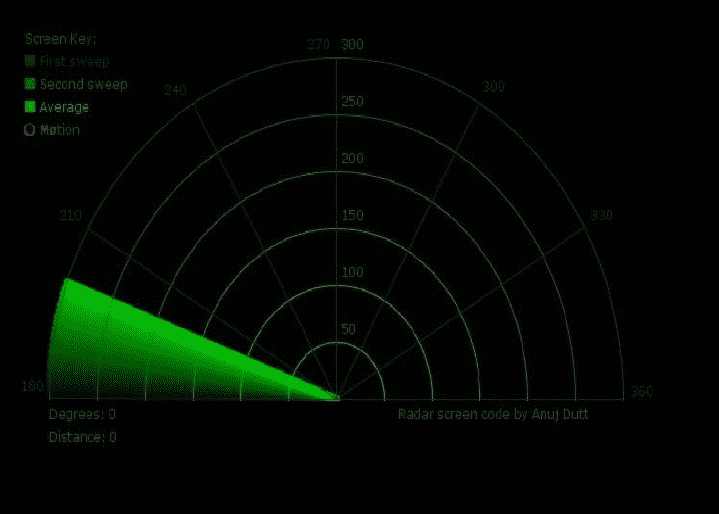 Screen Key:
First sweep
Second sweep
Average
Motion
270 300
240
300
250
200
210
330
150
100
50
180
360
Degrees: 0
Radar screen code by Anuj Dutt
Distance: 0